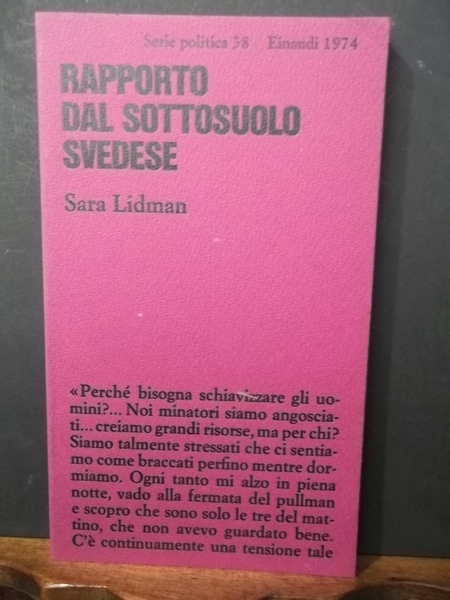 Serie politica 38 Einaudi 1974
RAPPORTO
DAL SOTTOSUOLO
SVEDESE
Sara Lidman
«Perché bisogna schiavizzare gli uo-
mini?... Noi minatori siamo angoscia-
ti... creiamo grandi risorse, ma per chi?
Siamo talmente stressati che ci sentia-
mo come braccati perfino mentre dor-
miamo. Ogni tanto mi alzo in piena
notte, vado alla fermata del pullman
e scopro che sono solo le tre del mat-
tino, che non avevo guardato bene.
C'è continuamente una tensione tale